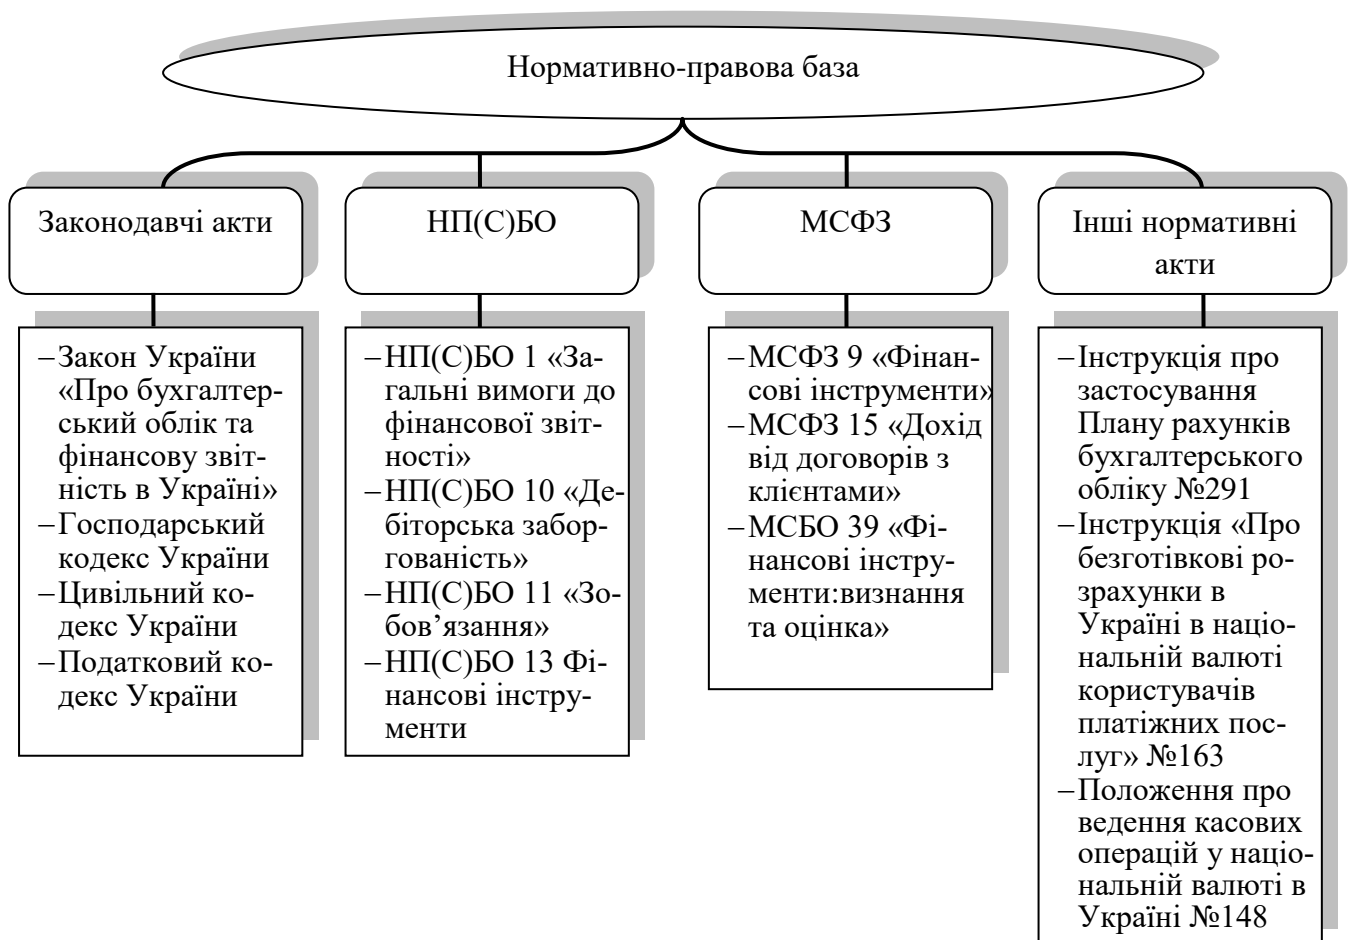 Нормативно-правова база
Законодавчі акти
НП(С)БО
МСФЗ
Інші нормативні
акти
–Закон України
«Про бухгалтер-
ський облік та
фінансову звіт-
ність в Україні»
–Господарський
кодекс України
–Цивільний ко-
декс України
–Податковий ко-
декс України
–НП(С)БО 1 «За-
гальні вимоги до
фінансової звіт-
ності»
–НП(С)БО 10 «Де-
біторська забор-
гованість»
–НП(С)БО 11 «Зо-
бов’язання»
–НП(С)БО 13 Фі-
нансові інстру-
менти
–МСФЗ 9 «Фінан-
сові інструменти»
–МСФЗ 15 «Дохід
від договорів з
клієнтами»
–МСБО 39 «Фі-
нансові інстру-
менти:визнання
та оцінка»
–Інструкція про
застосування
Плану рахунків
бухгалтерського
обліку №291
–Інструкція «Про
безготівкові ро-
зрахунки в
Україні в націо-
нальній валюті
користувачів
платіжних пос-
луг» №163
–Положення про
ведення касових
операцій у націо-
нальній валюті в
Україні №148